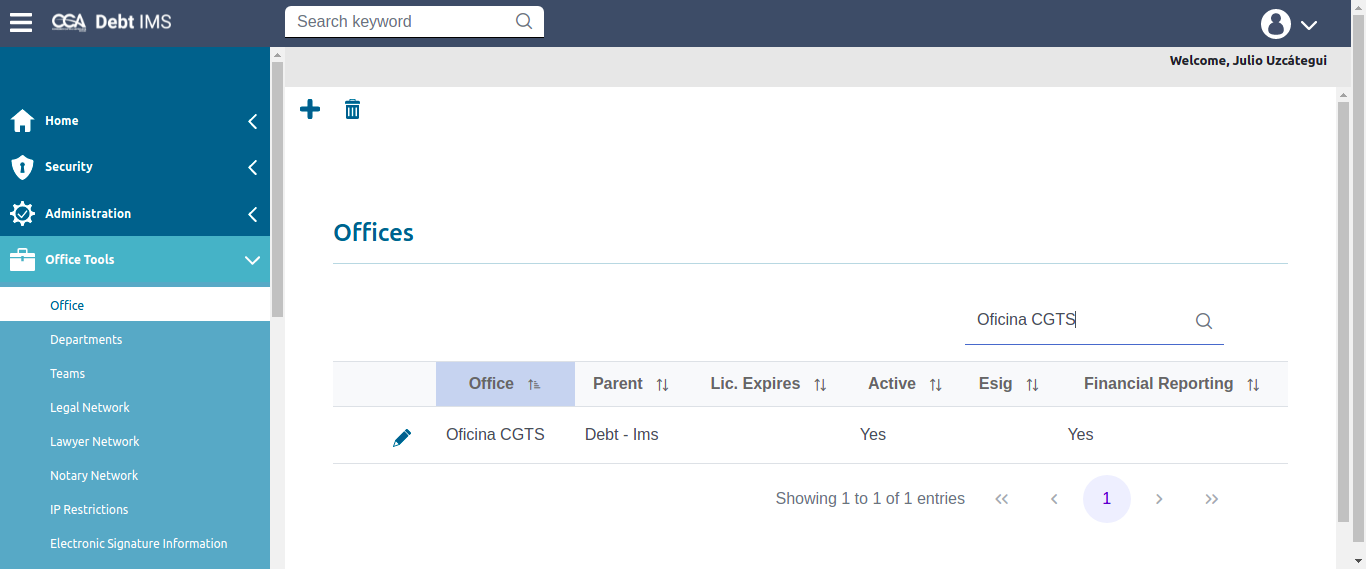 CGA Debt IMS
Search keyword
Welcome, Julio Uzcátegui
Home
Security
Administration
Office Tools
Office
Departments
Teams
Legal Network
Lawyer Network
Notary Network
IP Restrictions
Electronic Signature Information
Offices
Oficina CGTS
Office Parent Lic. Expires Active Esig Financial Reporting
Oficina CGTS Debt - Ims Yes Yes
Showing 1 to 1 of 1 entries 1